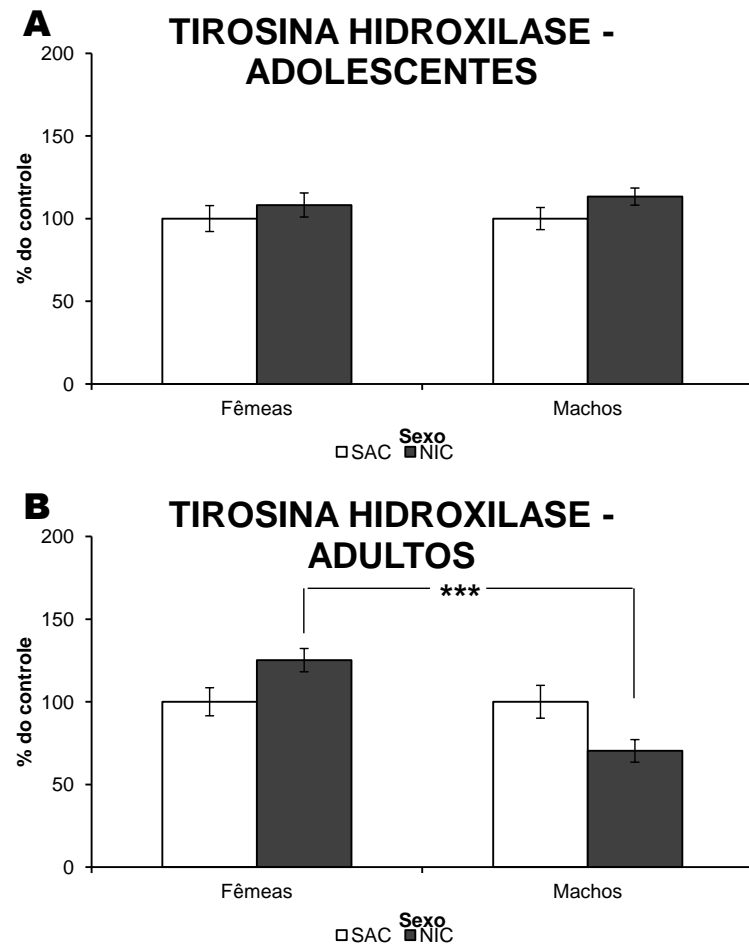 A
TIROSINA HIDROXILASE -
ADOLESCENTES
200
150
100
50
0
% do controle
Fêmeas
Machos
Sexo
SAC NIC
B
TIROSINA HIDROXILASE -
ADULTOS
200
150
100
50
0
% do controle
***
Fêmeas
Machos
Sexo
SAC NIC